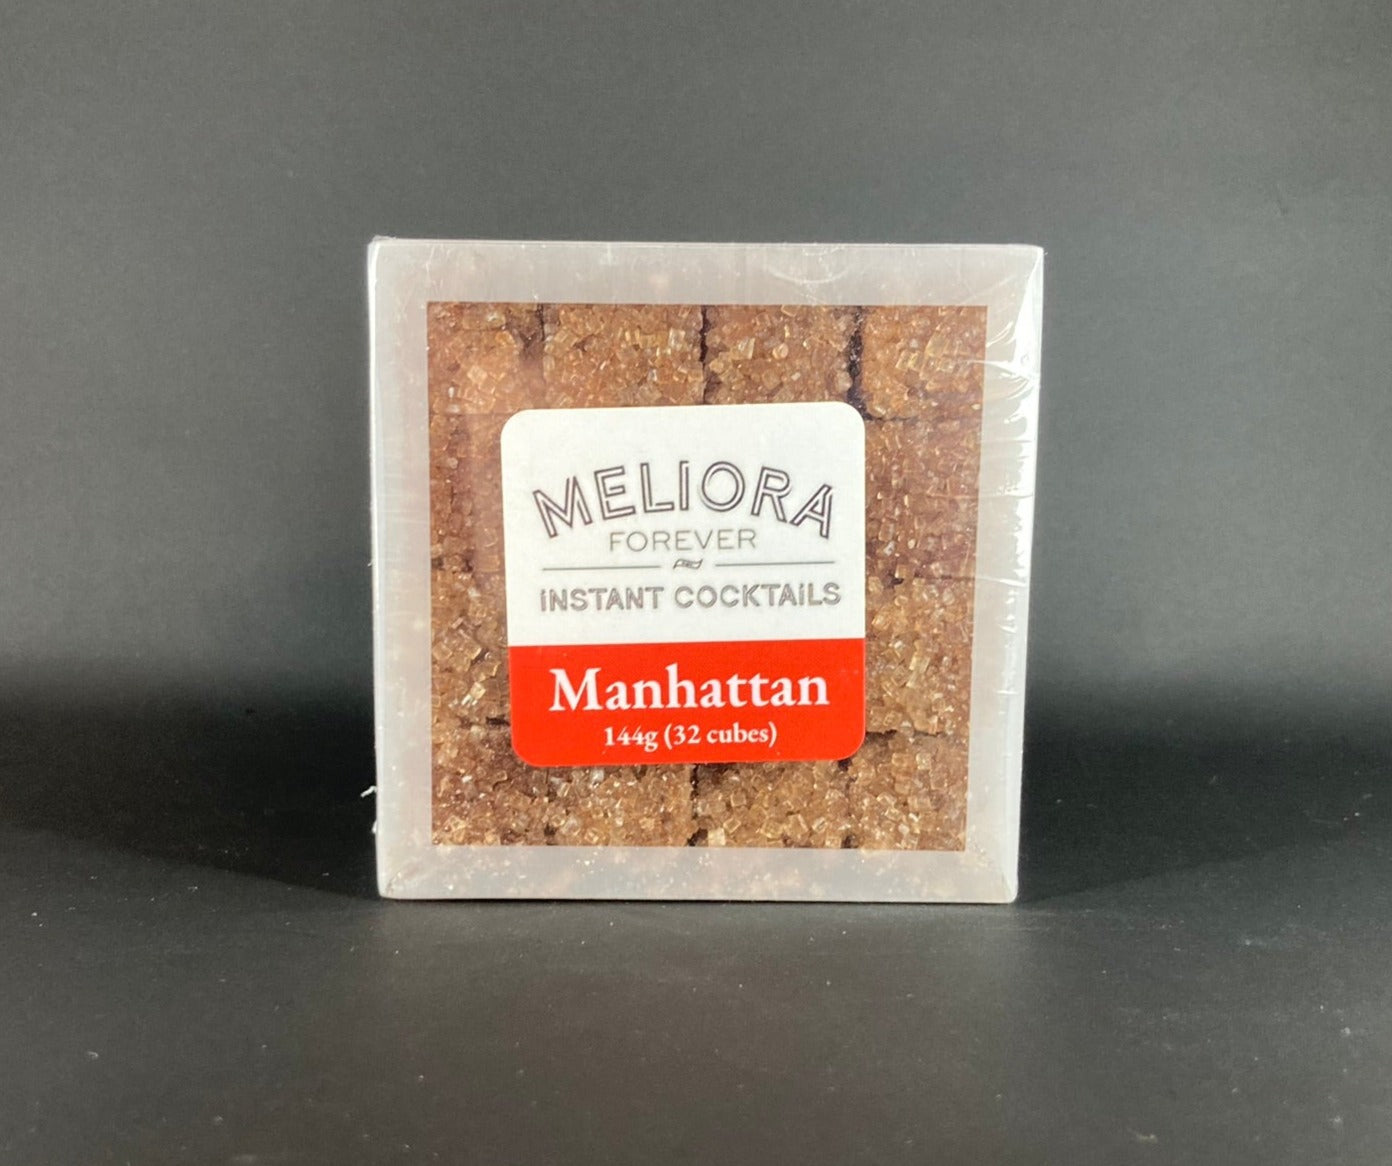 MELIORA
FOREVER
INSTANT COCKTAILS
Manhattan
144g (32 cubes)